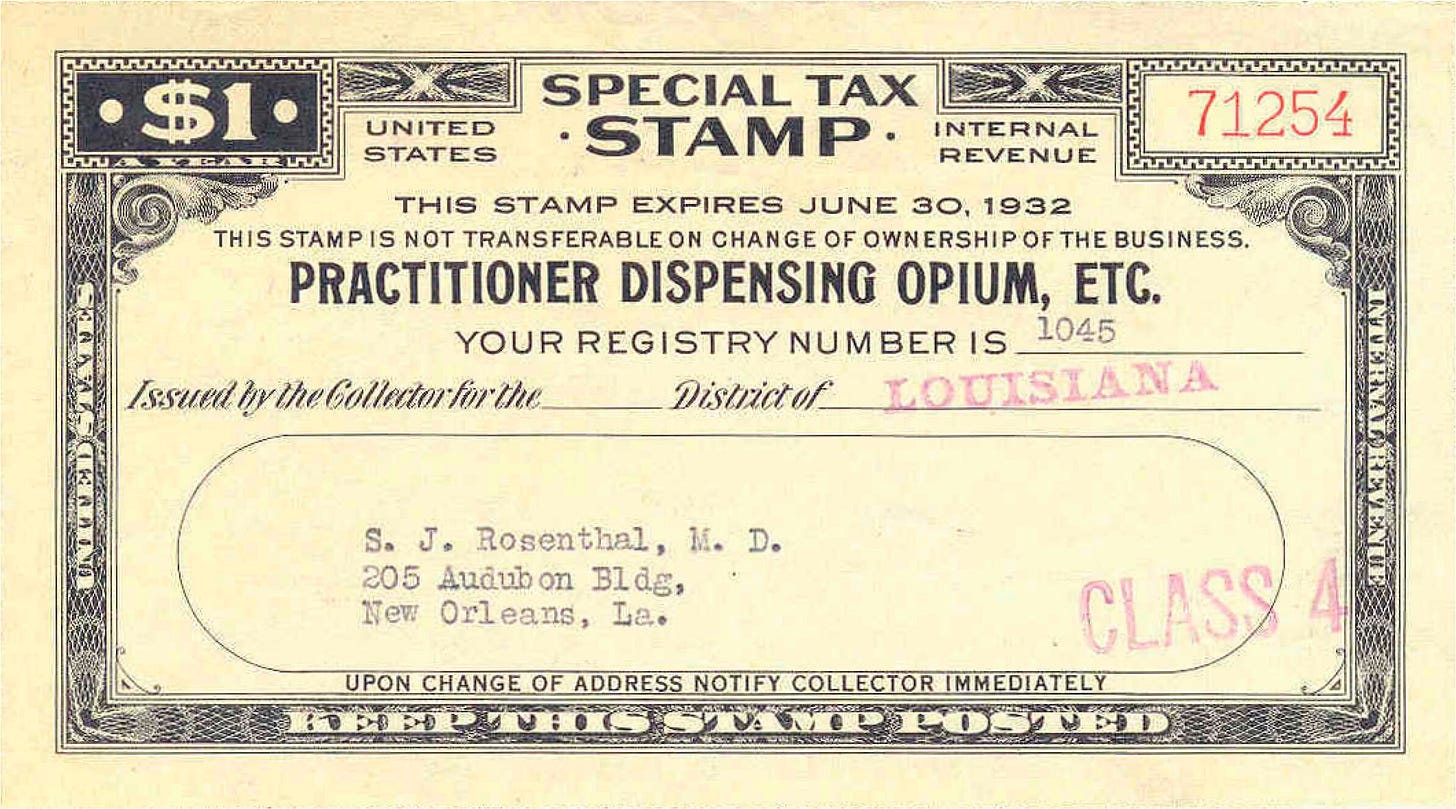 $1
A YEAR
UNITED STATES
SPECIAL TAX
STAMP
INTERNAL REVENUE
71254
THIS STAMP EXPIRES JUNE 30, 1932
THIS STAMP IS NOT TRANSFERABLE ON CHANGE OF OWNERSHIP OF THE BUSINESS.
PRACTITIONER DISPENSING OPIUM, ETC.
YOUR REGISTRY NUMBER IS 1045
Issued by the Collector for the District of LOUISIANA
S. J. Rosenthal, M. D.
205 Audubon Bldg,
New Orleans, La.
CLASS 4
UPON CHANGE OF ADDRESS NOTIFY COLLECTOR IMMEDIATELY
KEEP THIS STAMP POSTED
INTERNAL REVENUE